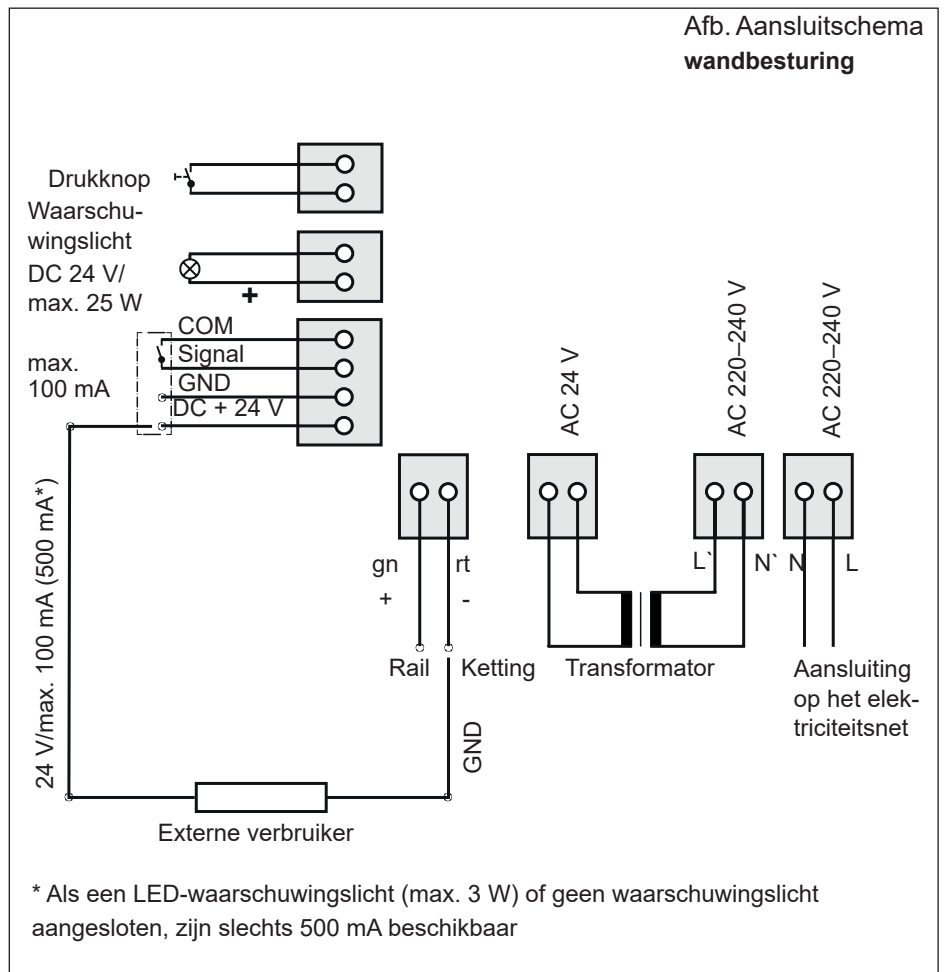 Afb. Aansluitschema
wandbesturing
Drukknop
Waarschu-
wingslicht
DC 24 V/
max. 25 W
+
max.
100 mA
COM
Signal
GND
DC + 24 V
AC 24 V
AC 220–240 V
AC 220–240 V
gn
rt
+
-
Rail
Ketting
L`
N`
N
L
Transformator
Aansluiting
op het elek-
triciteitsnet
24 V/max. 100 mA (500 mA*)
GND
Externe verbruiker
* Als een LED-waarschuwingslicht (max. 3 W) of geen waarschuwingslicht
aangesloten, zijn slechts 500 mA beschikbaar